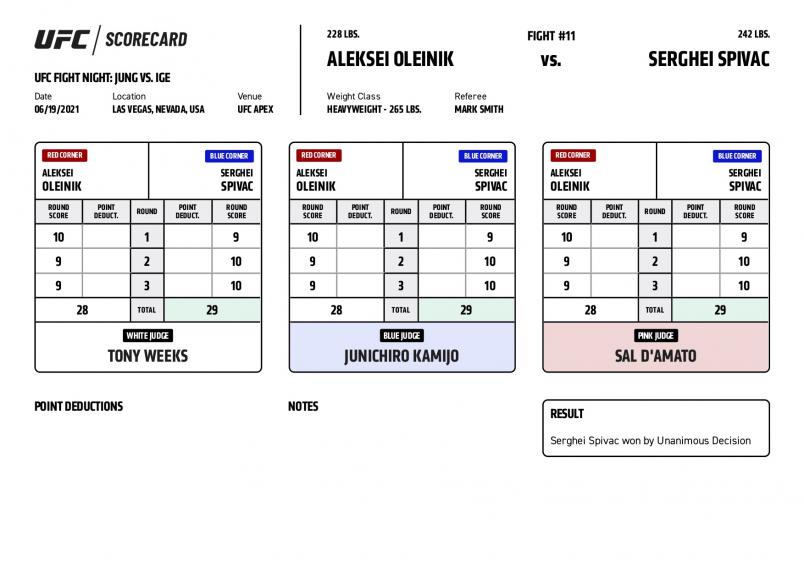 UFC / SCORECARD
UFC FIGHT NIGHT: JUNG VS. IGE
Date Location Venue
06/19/2021 LAS VEGAS, NEVADA, USA UFC APEX
228 LBS. FIGHT #11 242 LBS.
ALEKSEI OLEINIK VS. SERGHEI SPIVAC
Weight Class Referee
HEAVYWEIGHT - 265 LBS. MARK SMITH
RED CORNER BLUE CORNER
ALEKSEI SERGHEI
OLEINIK SPIVAC
ROUND POINT ROUND POINT ROUND
SCORE DEDUCT. DEDUCT. SCORE
10 1 9
9 2 10
9 3 10
28 TOTAL 29
WHITE JUDGE
TONY WEEKS
RED CORNER BLUE CORNER
ALEKSEI SERGHEI
OLEINIK SPIVAC
ROUND POINT ROUND POINT ROUND
SCORE DEDUCT. DEDUCT. SCORE
10 1 9
9 2 10
9 3 10
28 TOTAL 29
BLUE JUDGE
JUNICHIRO KAMIJO
RED CORNER BLUE CORNER
ALEKSEI SERGHEI
OLEINIK SPIVAC
ROUND POINT ROUND POINT ROUND
SCORE DEDUCT. DEDUCT. SCORE
10 1 9
9 2 10
9 3 10
28 TOTAL 29
PINK JUDGE
SAL D'AMATO
POINT DEDUCTIONS
NOTES
RESULT
Serghei Spivac won by Unanimous Decision